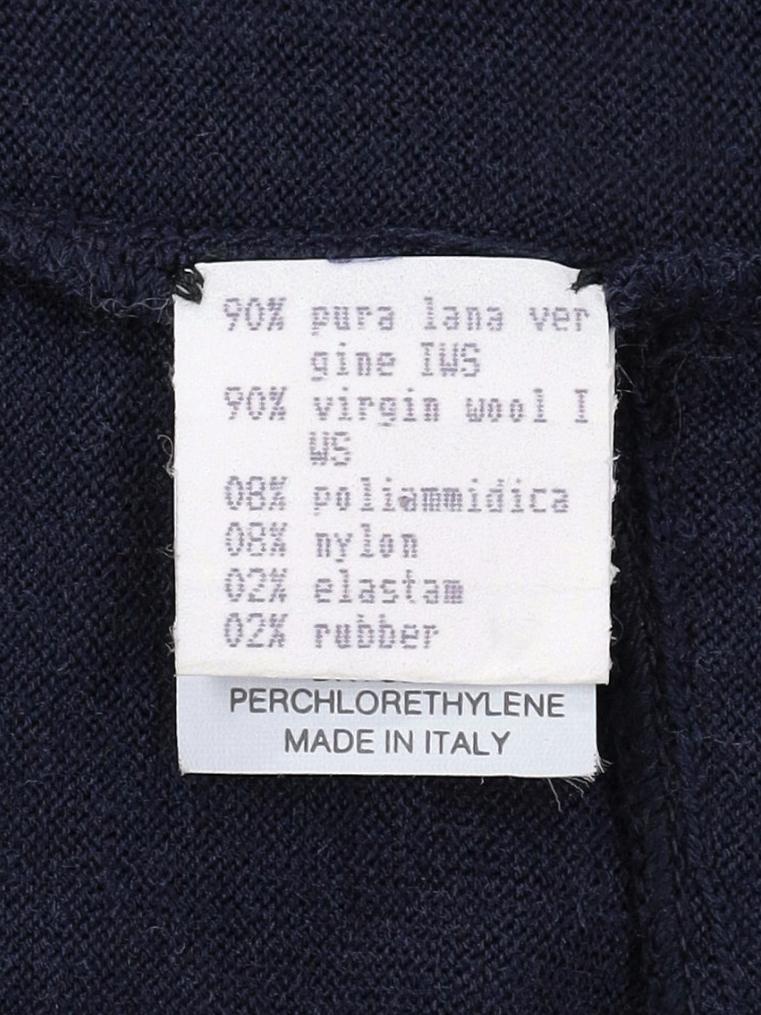 90% pura lana ver
gine IWS
90% virgin wool I
WS
08% poliammidica
08% nylon
02% elastam
02% rubber
PERCHLORETHYLENE
MADE IN ITALY